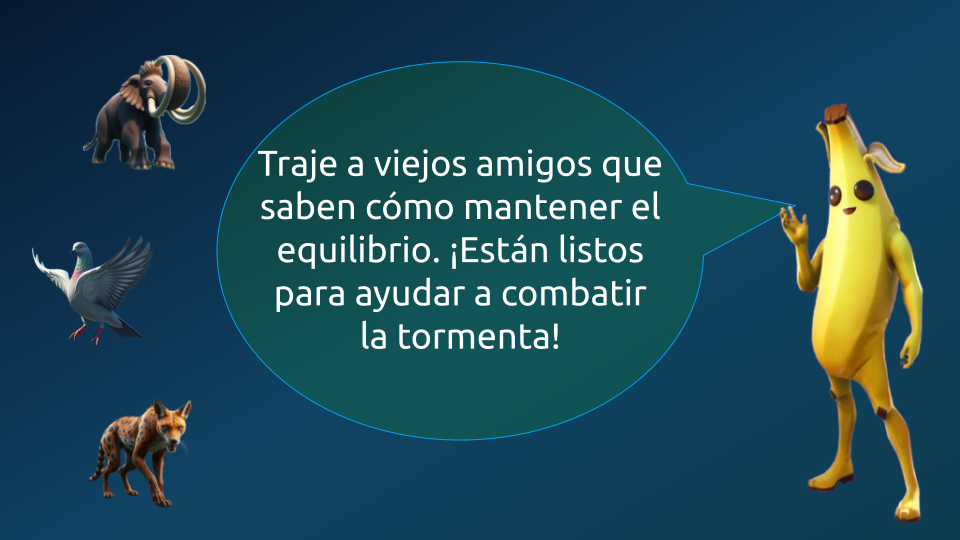 Traje a viejos amigos que
saben cómo mantener el
equilibrio. ¡Están listos
para ayudar a combatir
la tormenta!